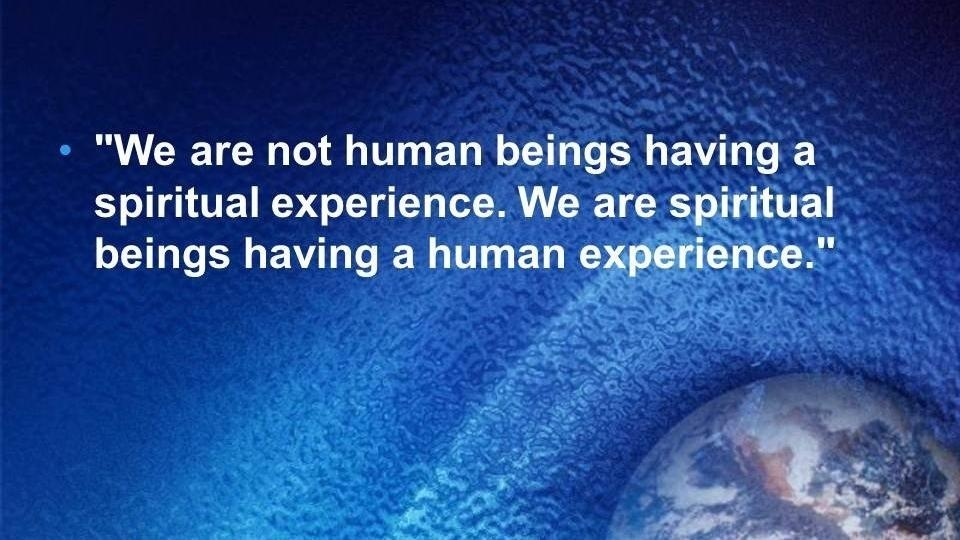 • "We are not human beings having a
spiritual experience. We are spiritual
beings having a human experience."